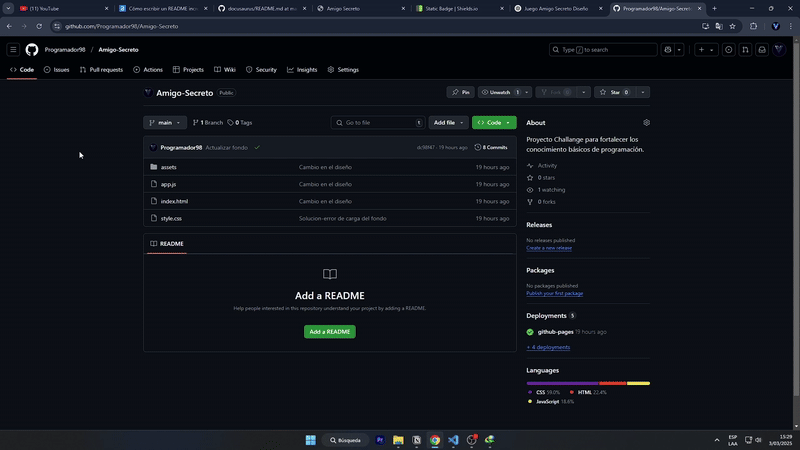 (11) YouTube
Cómo escribir un README incr
docusaurus/README.md at m
Amigo Secreto
Static Badge | Shields.io
Juego Amigo Secreto Diseño
Programador98/Amigo-Secreto
github.com/Programador98/Amigo-Secreto
Programador98 / Amigo-Secreto
Type / to search
Code
Issues
Pull requests
Actions
Projects
Wiki
Security
Insights
Settings
Amigo-Secreto Public
Pin
Unwatch 1
Fork 0
Star 0
main
1 Branch
0 Tags
Go to file t
Add file
Code
Programador98 Actualizar fondo
19 hours ago
8 Commits
assets Cambio en el diseño 19 hours ago
app.js Cambio en el diseño 19 hours ago
index.html Cambio en el diseño 19 hours ago
style.css Solucion-error de carga del fondo 19 hours ago
README
Add a README
Help people interested in this repository understand your project by adding a README.
Add a README
About
Proyecto Challange para fortalecer los
conocimiento básicos de programación.
Activity
0 stars
1 watching
0 forks
Releases
No releases published
Create a new release
Packages
No packages published
Publish your first package
Deployments 5
github-pages 19 hours ago
+ 4 deployments
Languages
CSS 59.0%
HTML 22.4%
JavaScript 18.6%
Búsqueda
Pr
ESP
LAA
15:29
3/03/2025